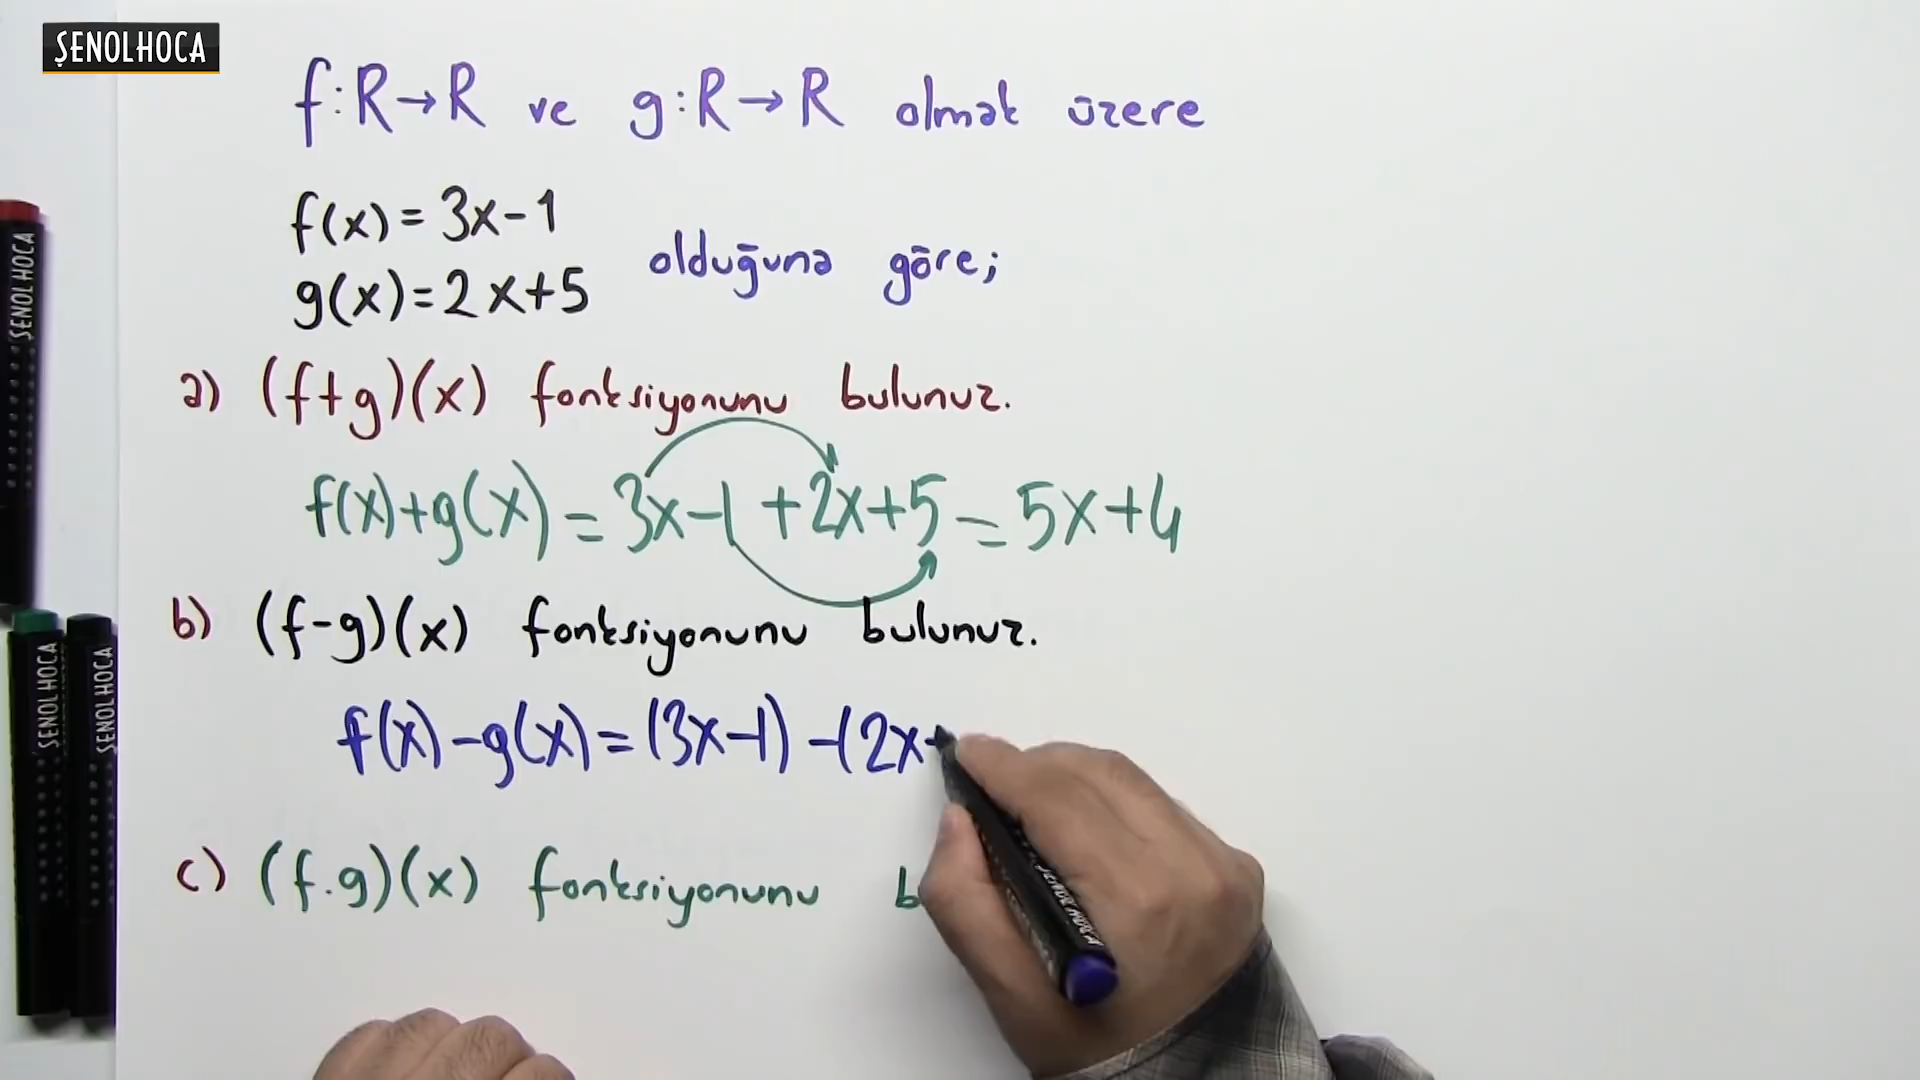 ŞENOLHOCA
f:R→R ve g:R→R olmak üzere
f(x)=3x-1
g(x)=2x+5
olduğuna göre;
a) (f+g)(x) fonksiyonunu bulunuz.
f(x)+g(x)=3x-1+2x+5=5x+4
b) (f-g)(x) fonksiyonunu bulunuz.
f(x)-g(x)=(3x-1)-(2x+
c) (f.g)(x) fonksiyonunu b
ŞENOLHOCA
ŞENOLHOCA
ŞENOLHOCA